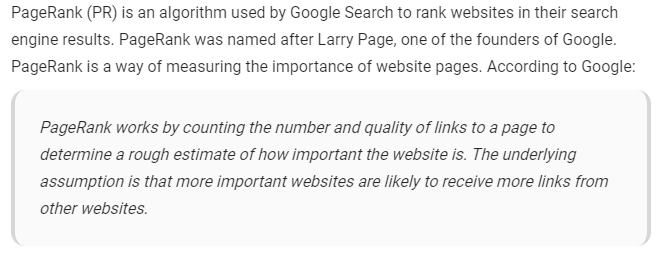 PageRank (PR) is an algorithm used by Google Search to rank websites in their search
engine results. PageRank was named after Larry Page, one of the founders of Google.
PageRank is a way of measuring the importance of website pages. According to Google:
PageRank works by counting the number and quality of links to a page to
determine a rough estimate of how important the website is. The underlying
assumption is that more important websites are likely to receive more links from
other websites.